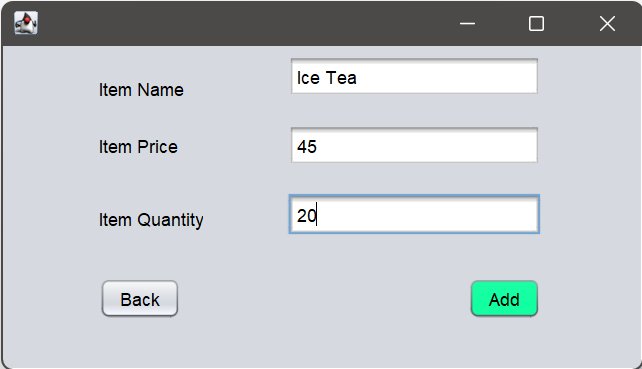 Item Name
Ice Tea
Item Price
45
Item Quantity
20
Back
Add